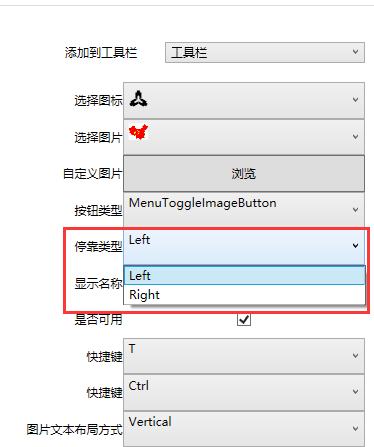 添加到工具栏 工具栏
选择图标
选择图片
自定义图片 浏览
按钮类型 MenuToggleImageButton
停靠类型 Left
Left
显示名称
Right
是否可用
快捷键 T
快捷键 Ctrl
图片文本布局方式 Vertical